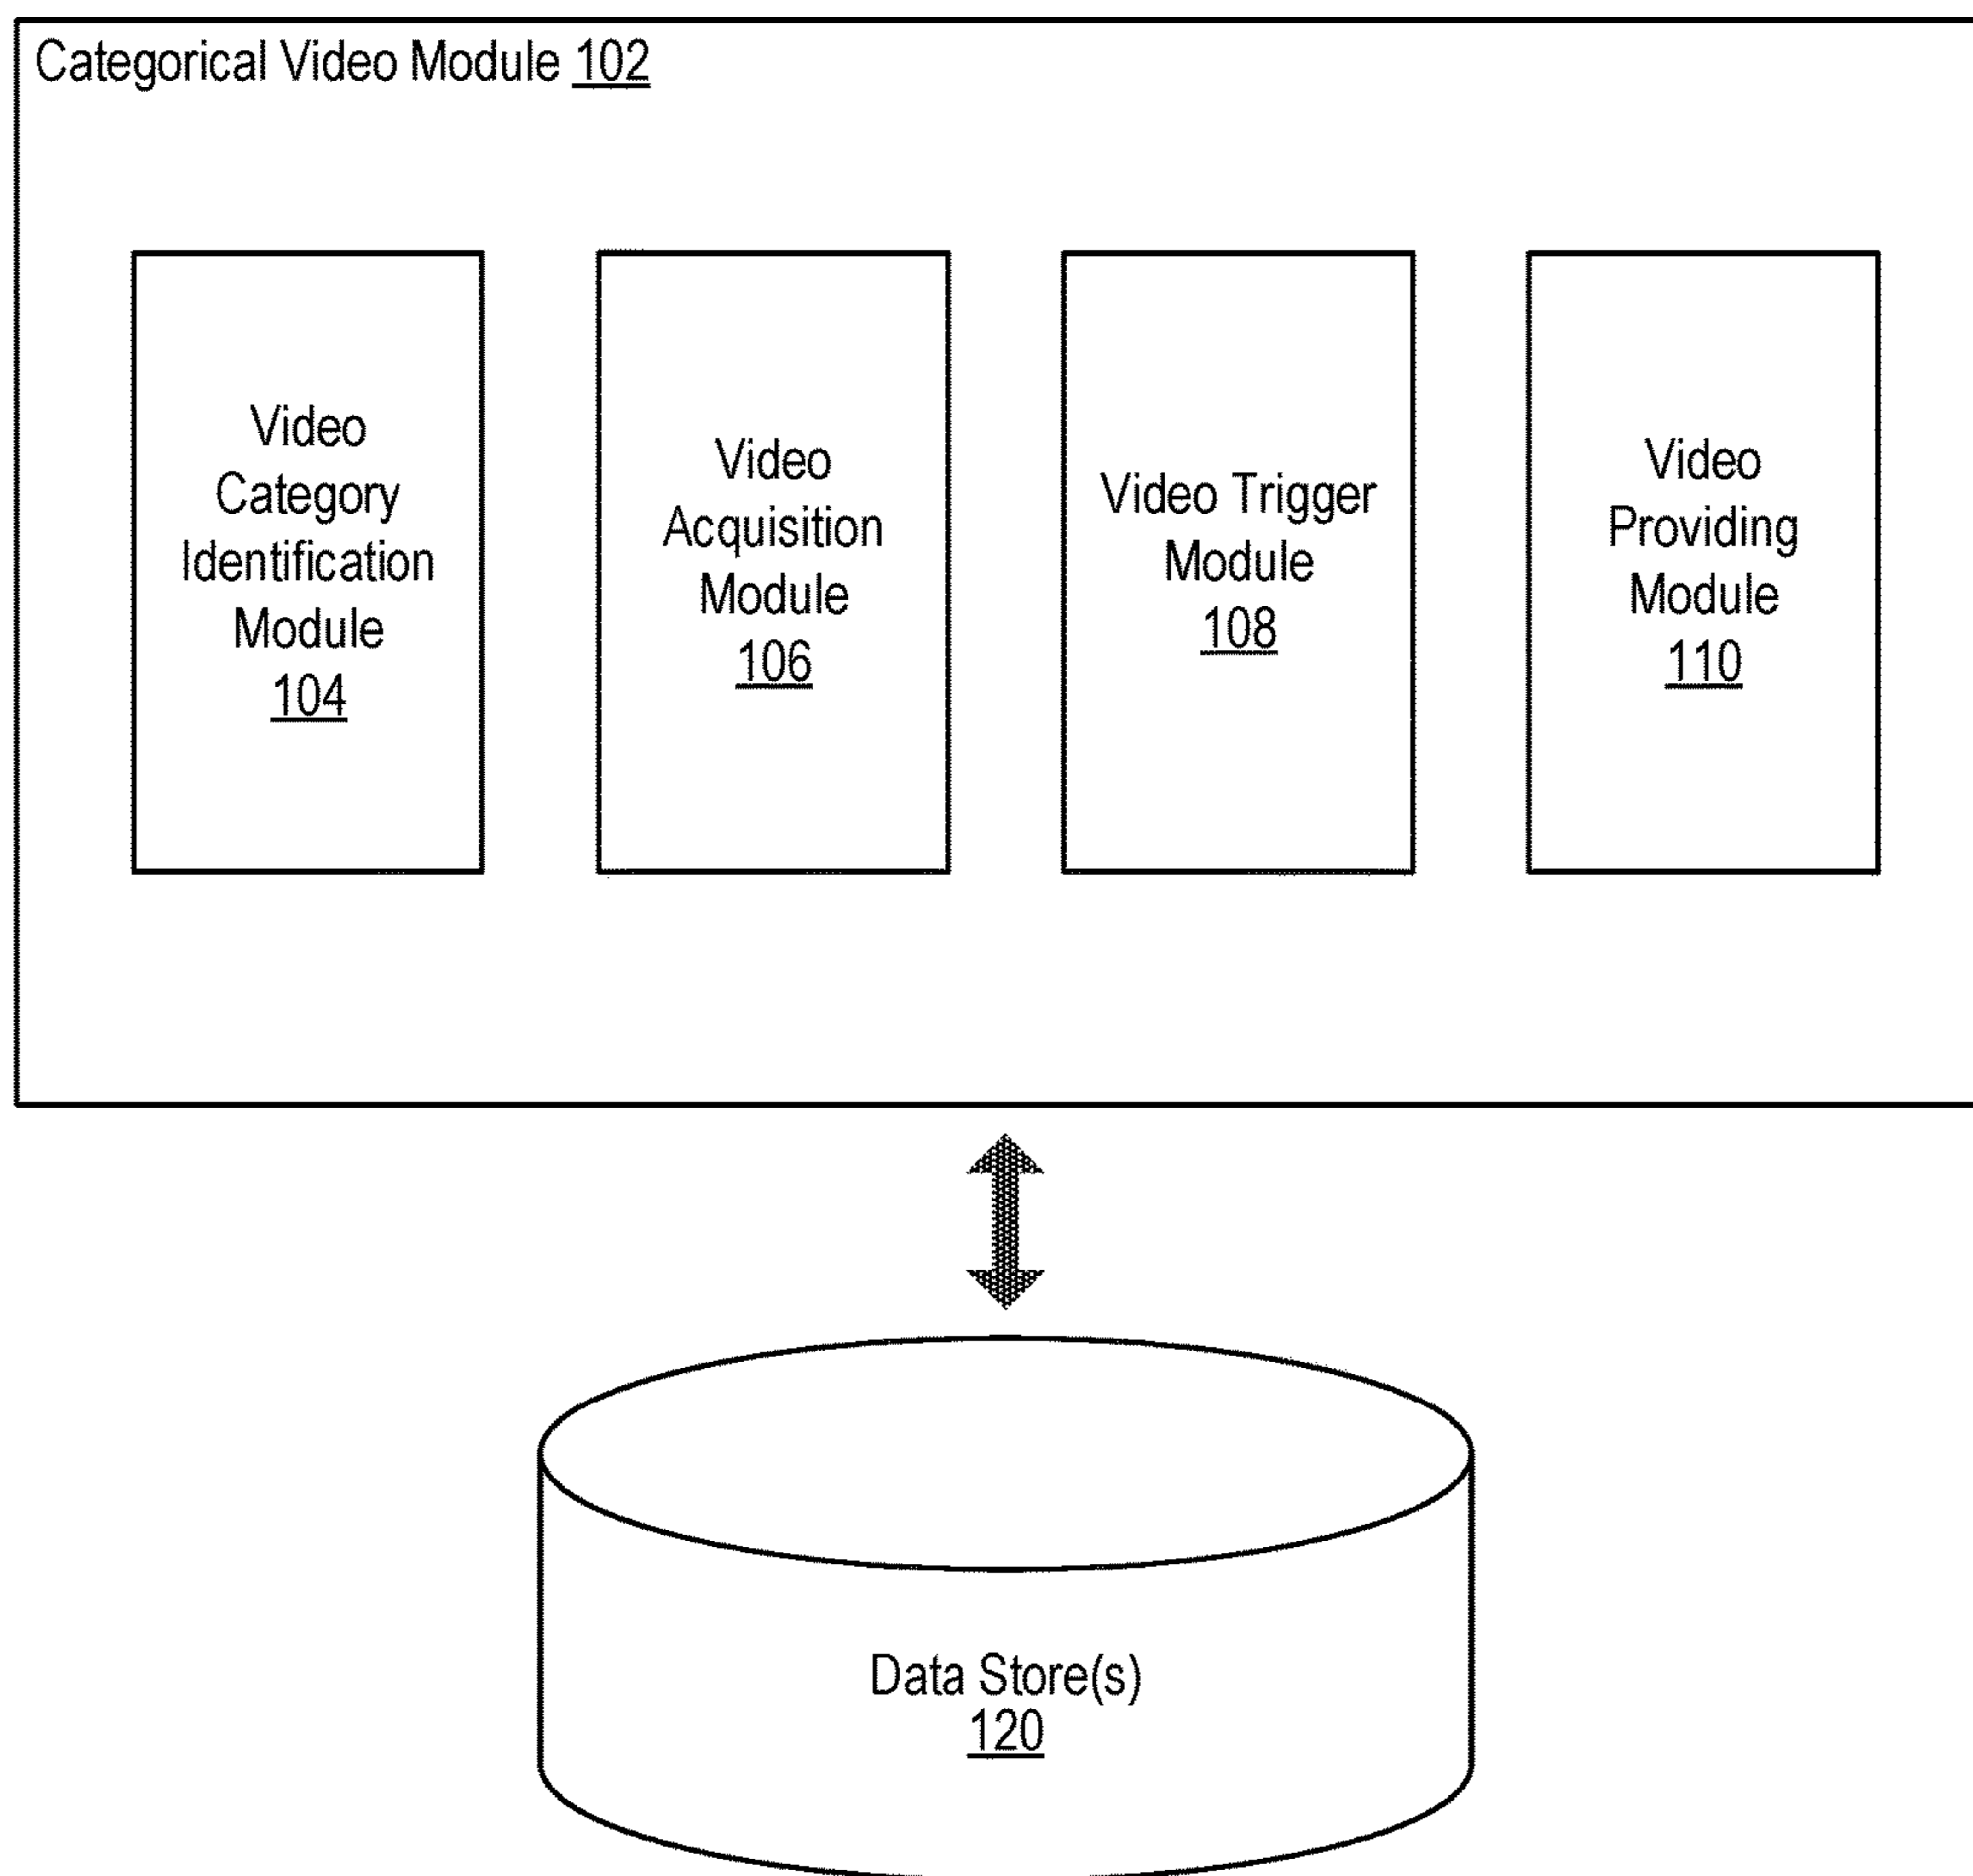 Categorical Video Module 102
Video
Category
Identification
Module
104
Video
Acquisition
Module
106
Video Trigger
Module
108
Video
Providing
Module
110
Data Store(s)
120